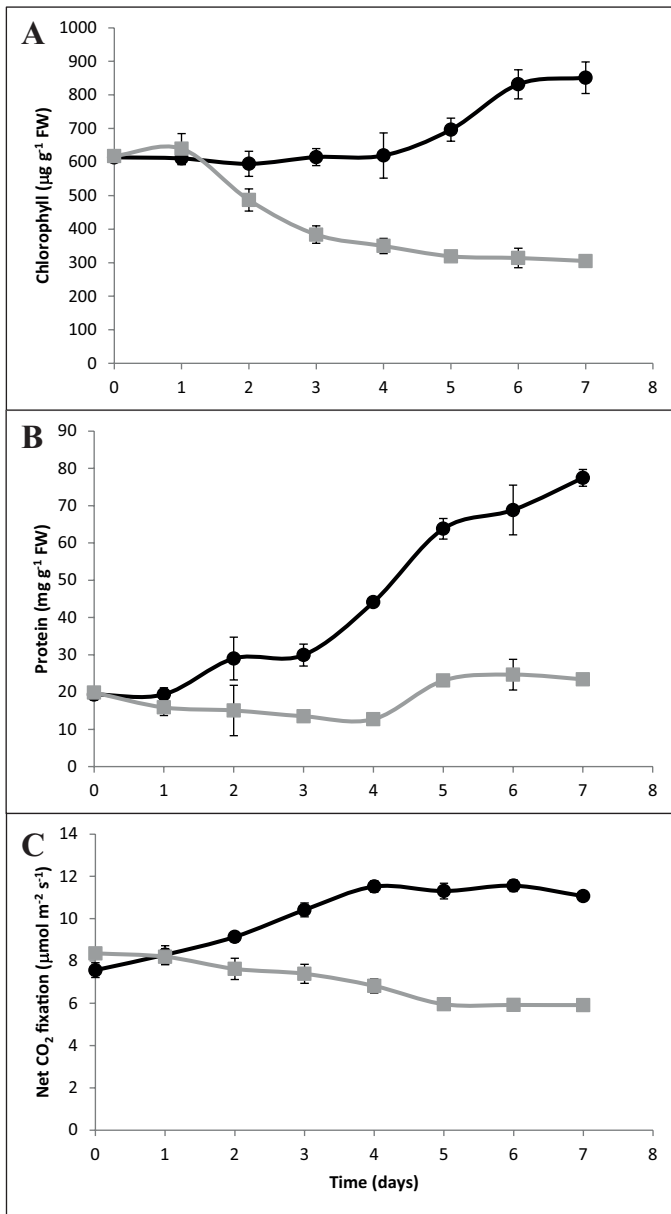 A
1000
900
800
700
600
500
400
300
200
100
0
Chlorophyll (µg g⁻¹ FW)
0 1 2 3 4 5 6 7 8
B
90
80
70
60
50
40
30
20
10
0
Protein (mg g⁻¹ FW)
0 1 2 3 4 5 6 7 8
C
14
12
10
8
6
4
2
0
Net CO₂ fixation (µmol m⁻² s⁻¹)
0 1 2 3 4 5 6 7 8
Time (days)